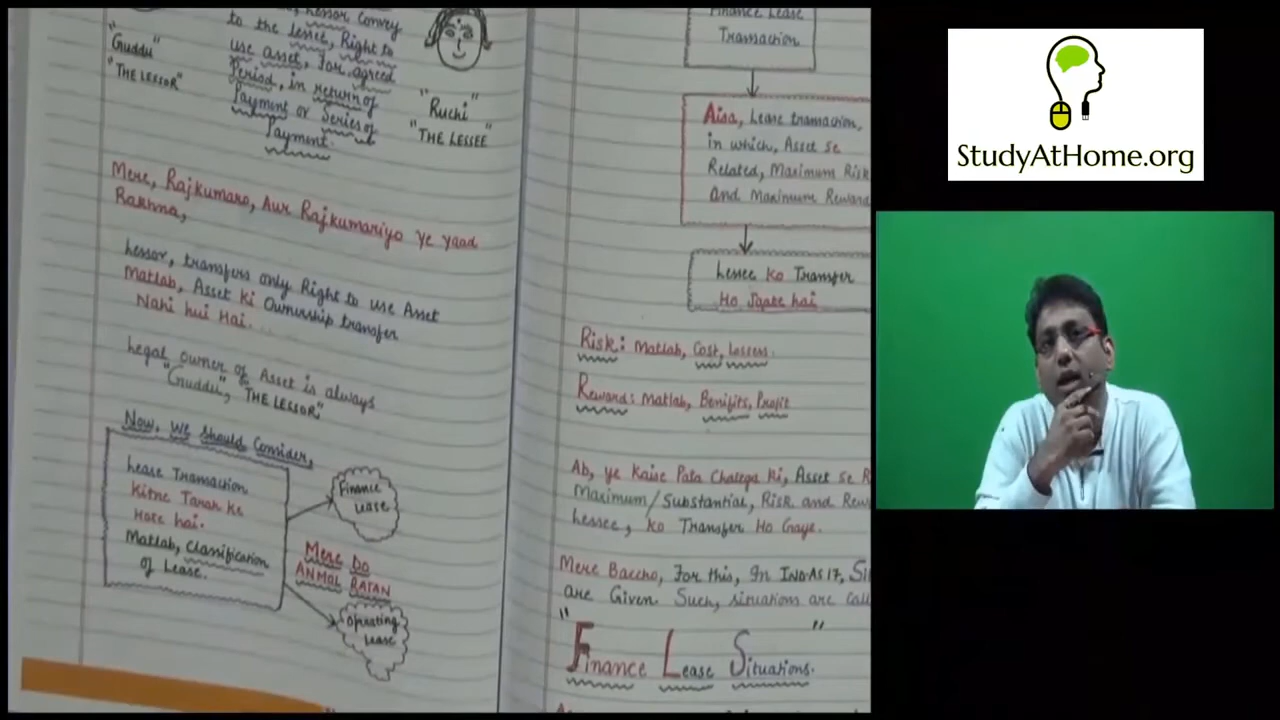 Lessor Convey
to the lesse, Right to
use asset, For agreed
Period, in return of
Payment or Series of
Payment.
"Guddu"
"THE LESSOR"
"Ruchi"
"THE LESSEE"
Mere, Rajkumaro, Aur Rajkumariyo ye yaad
Rakhna,
Lessor, transfers only Right to use Asset
Matlab, Asset ki Ownership transfer
Nahi hui Hai...
Legal owner of Asset is always
"Guddu", THE LESSOR"
Now, We Should Consider,
Lease Transaction
Kitne Tarah Ke
Hote hai.
Matlab, Classification
of Lease.
Finance
Lease
Mere Do
ANMOL RATAN
Operating
Lease
Finance Lease
Transaction
Aisa, Lease transaction,
in which, Asset se
Related, Maximum Risk
and Maximum Reward
Lessee ko Transfer
Ho Jaate hai
Risk: Matlab, Cost, Losses.
Reward: Matlab, Benifits, Profit
Ab, ye Kaise Pata Chalega Ki, Asset se
Maximum/Substantial, Risk and
Lessee, ko Transfer Ho Gaye.
Mere Baccho, For this, In IND-AS 17,
are Given Such, situations are
"Finance Lease Situations."
StudyAtHome.org